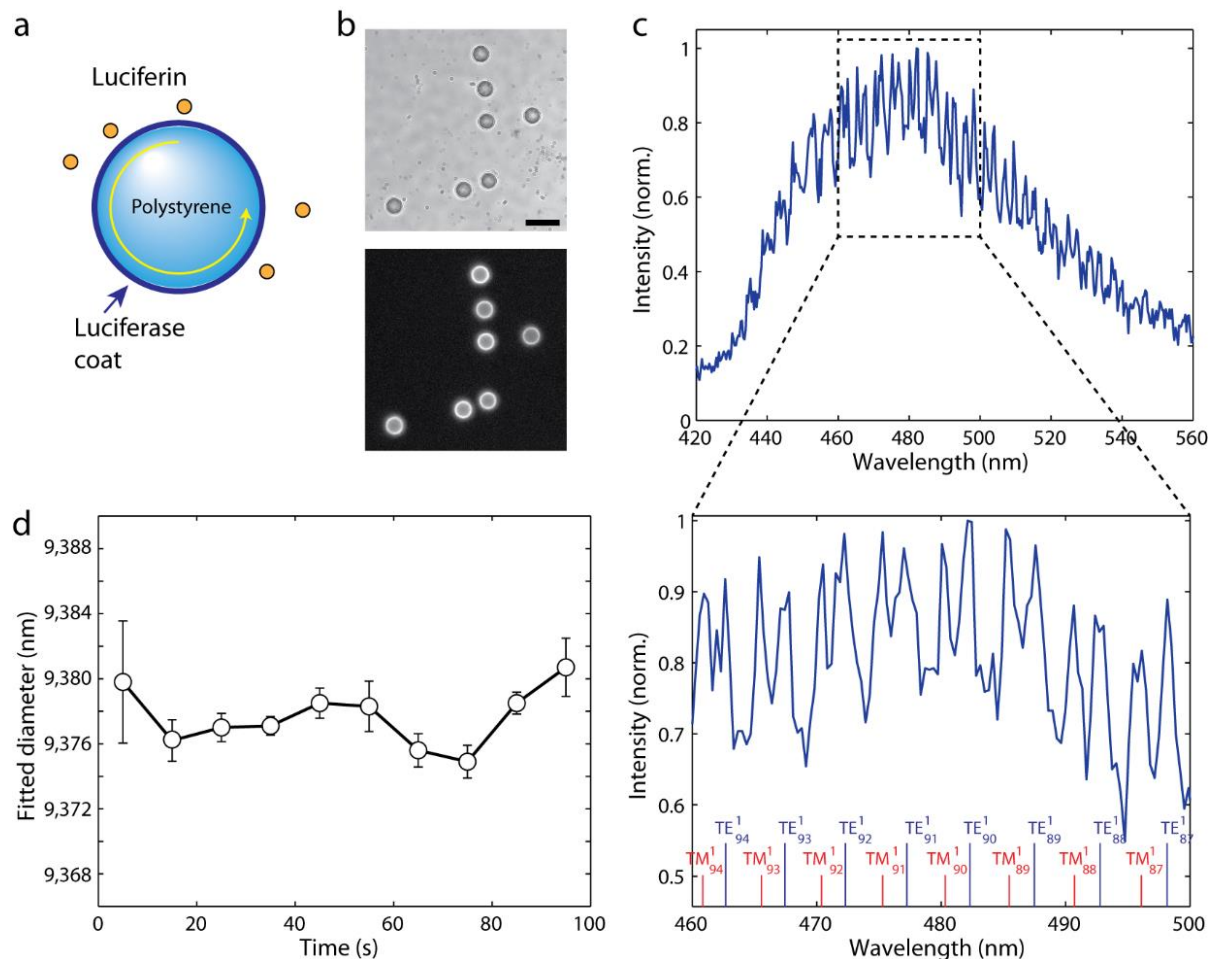 a
Luciferin
Polystyrene
Luciferase
coat
b
c
Intensity (norm.)
1
0.8
0.6
0.4
0.2
0
420 440 460 480 500 520 540 560
Wavelength (nm)
d
Fitted diameter (nm)
9,388
9,384
9,380
9,376
9,372
9,368
0 20 40 60 80 100
Time (s)
Intensity (norm.)
1
0.9
0.8
0.7
0.6
0.5
TE¹₉₄ TE¹₉₃ TE¹₉₂ TE¹₉₁ TE¹₉₀ TE¹₈₉ TE¹₈₈ TE¹₈₇
TM¹₉₄ TM¹₉₃ TM¹₉₂ TM¹₉₁ TM¹₉₀ TM¹₈₉ TM¹₈₈ TM¹₈₇
460 470 480 490 500
Wavelength (nm)